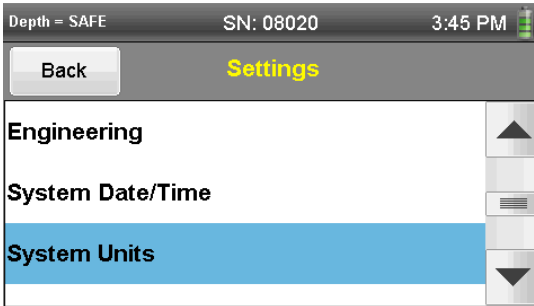 Depth = SAFE SN: 08020 3:45 PM
Back Settings
Engineering
System Date/Time
System Units